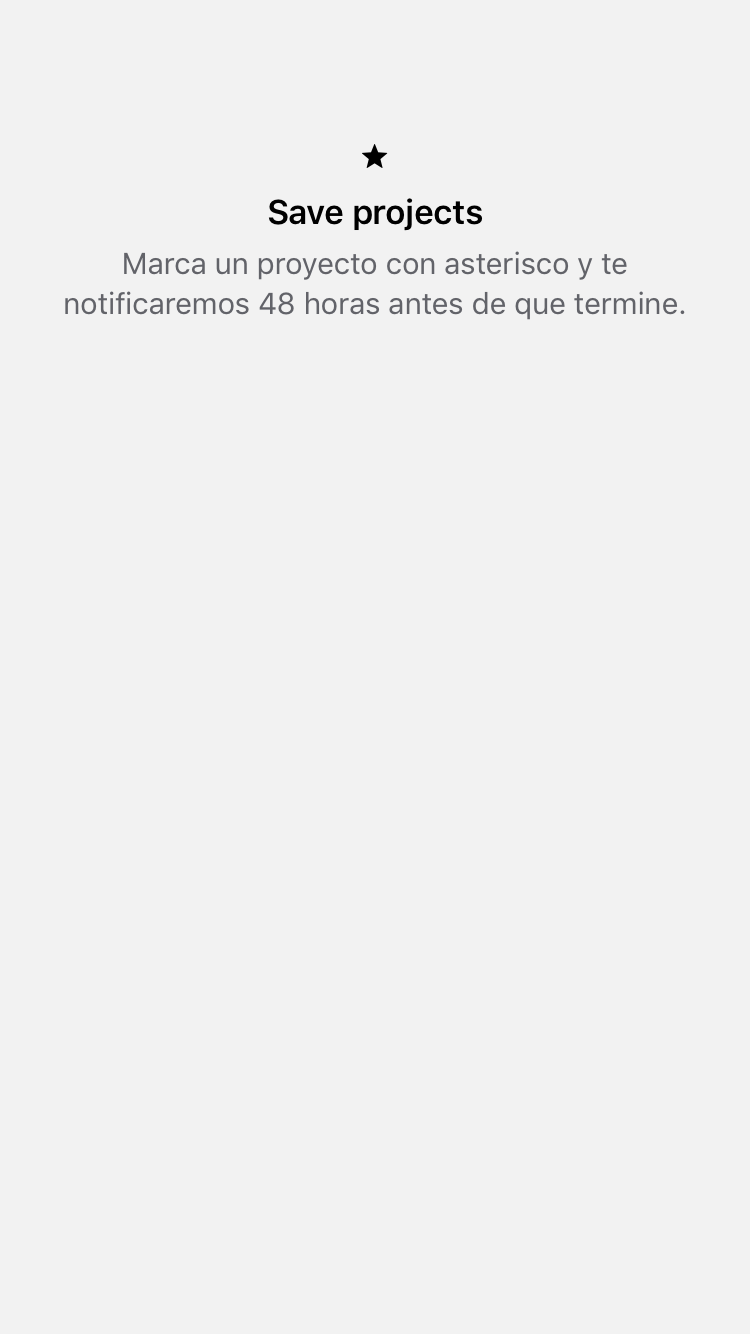 Save projects
Marca un proyecto con asterisco y te
notificaremos 48 horas antes de que termine.